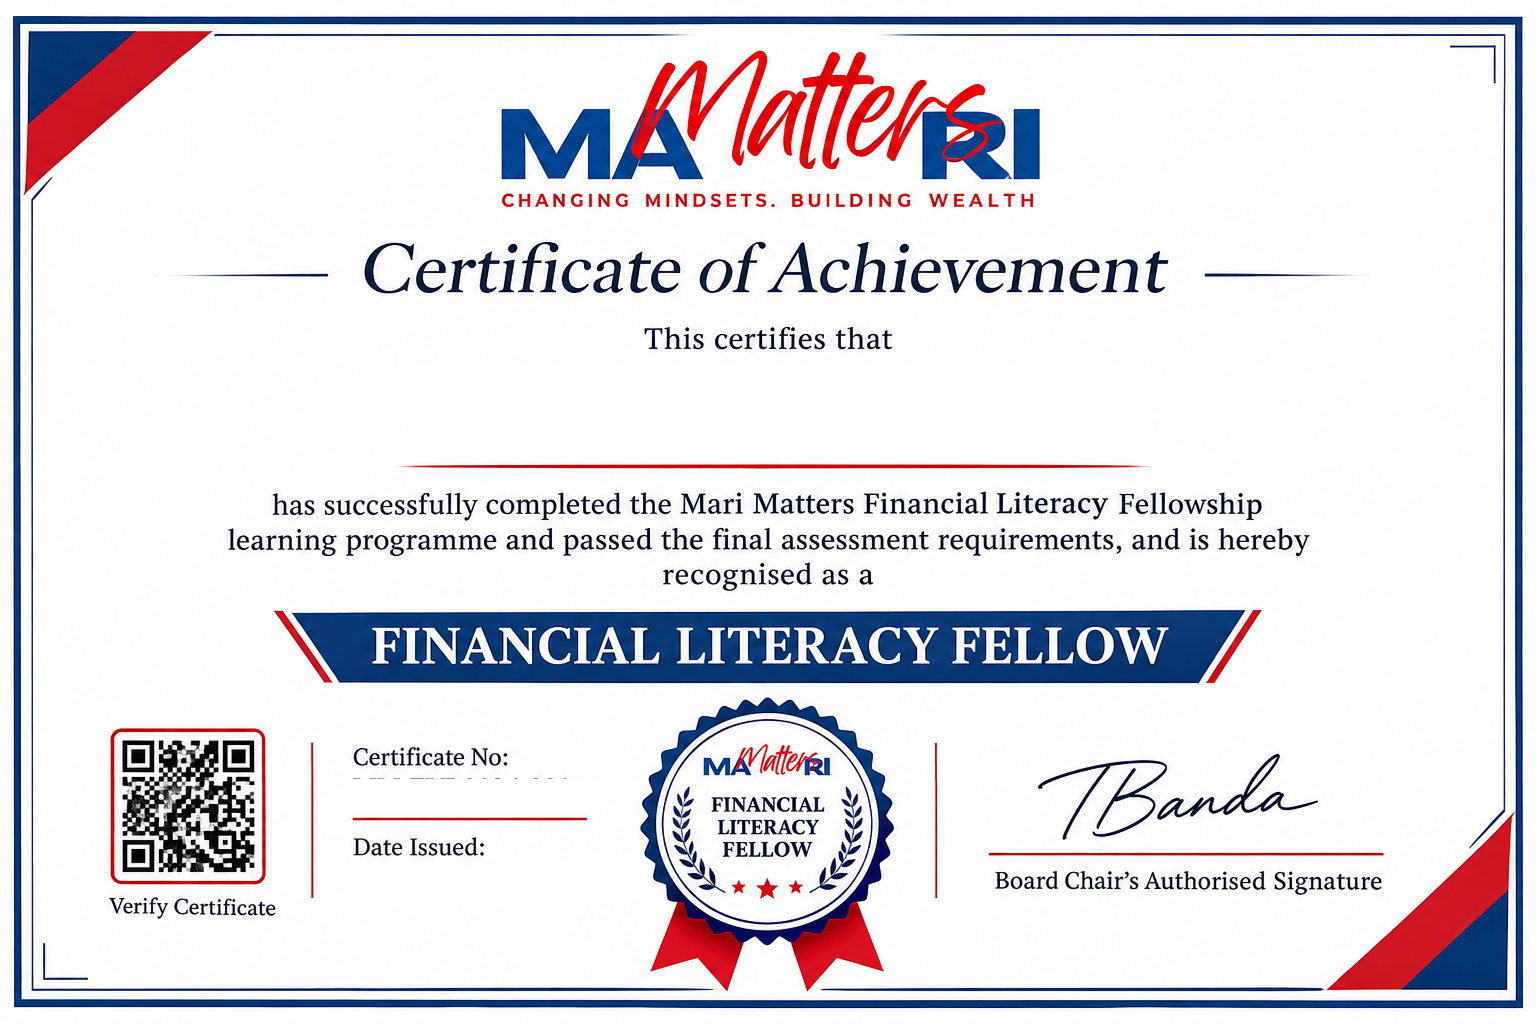 MA Matters RI
CHANGING MINDSETS. BUILDING WEALTH
Certificate of Achievement
This certifies that
has successfully completed the Mari Matters Financial Literacy Fellowship
learning programme and passed the final assessment requirements, and is hereby
recognised as a
FINANCIAL LITERACY FELLOW
Verify Certificate
Certificate No:
Date Issued:
MA Matters RI
FINANCIAL
LITERACY
FELLOW
TBanda
Board Chair's Authorised Signature